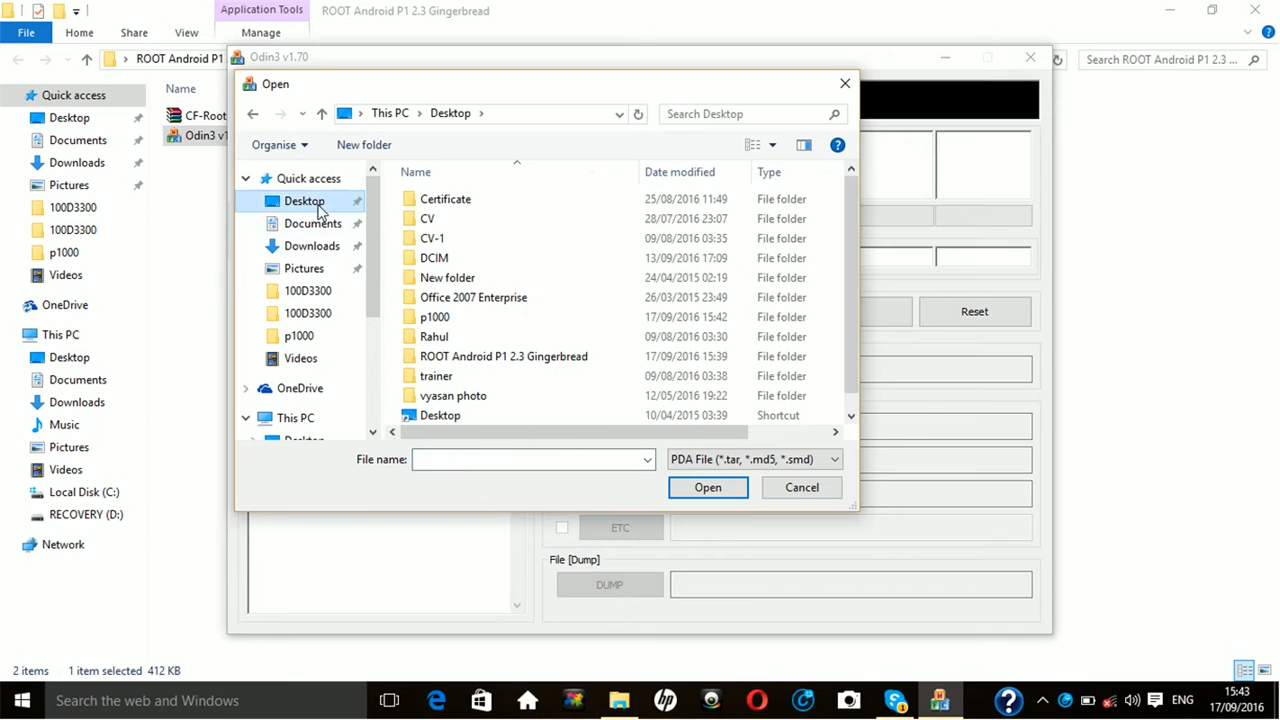 Application Tools
ROOT Android P1 2.3 Gingerbread
File
Home
Share
View
Manage
ROOT Android P1
Search ROOT Android P1 2.3 ...
Quick access
Desktop
Documents
Downloads
Pictures
100D3300
100D3300
p1000
Videos
OneDrive
This PC
Desktop
Documents
Downloads
Music
Pictures
Videos
Local Disk (C:)
RECOVERY (D:)
Network
Name
CF-Root
Odin3 v1
Odin3 v1.70
Open
This PC
Desktop
Search Desktop
Organise
New folder
Quick access
Desktop
Documents
Downloads
Pictures
100D3300
100D3300
p1000
Videos
OneDrive
This PC
Name Date modified Type
Certificate 25/08/2016 11:49 File folder
CV 28/07/2016 23:07 File folder
CV-1 09/08/2016 03:35 File folder
DCIM 13/09/2016 17:09 File folder
New folder 24/04/2015 02:19 File folder
Office 2007 Enterprise 26/03/2015 23:49 File folder
p1000 17/09/2016 15:42 File folder
Rahul 09/08/2016 03:30 File folder
ROOT Android P1 2.3 Gingerbread 17/09/2016 15:39 File folder
trainer 09/08/2016 03:38 File folder
vyasan photo 12/05/2016 19:22 File folder
Desktop 10/04/2015 03:39 Shortcut
File name:
PDA File (*.tar, *.md5, *.smd)
Open
Cancel
Reset
ETC
File [Dump]
DUMP
2 items 1 item selected 412 KB
Search the web and Windows
ENG
15:43
17/09/2016